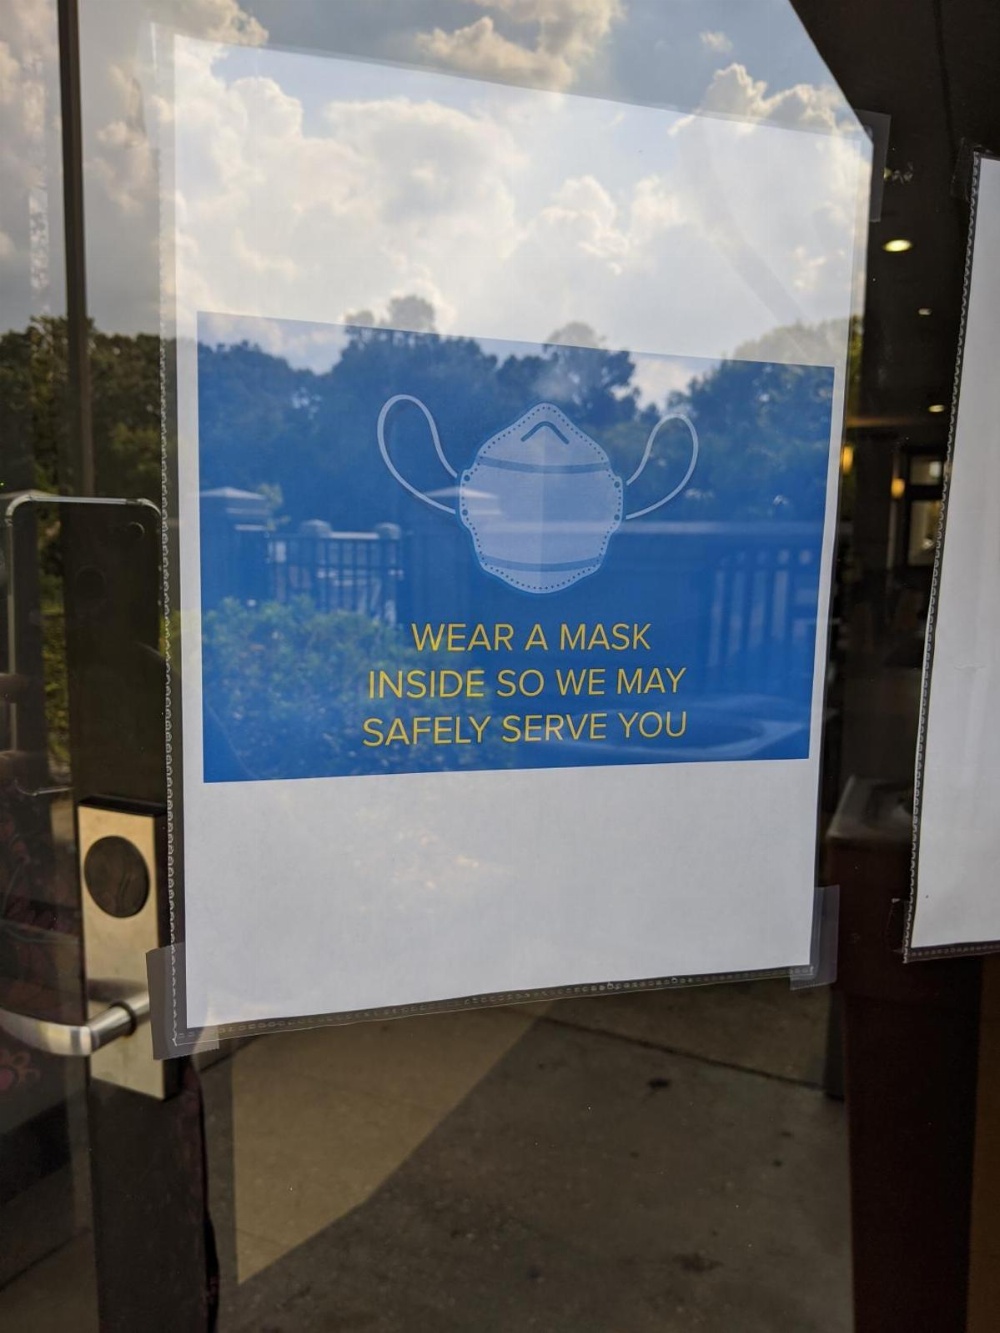 WEAR A MASK
INSIDE SO WE MAY
SAFELY SERVE YOU